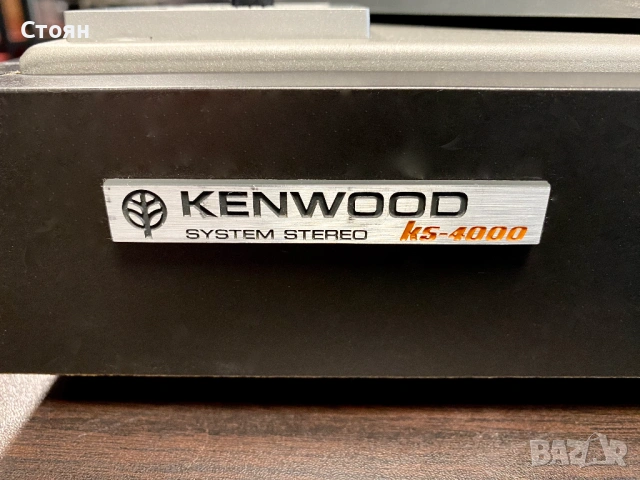 Стоян
KENWOOD
SYSTEM STEREO ks-4000
BAZAR